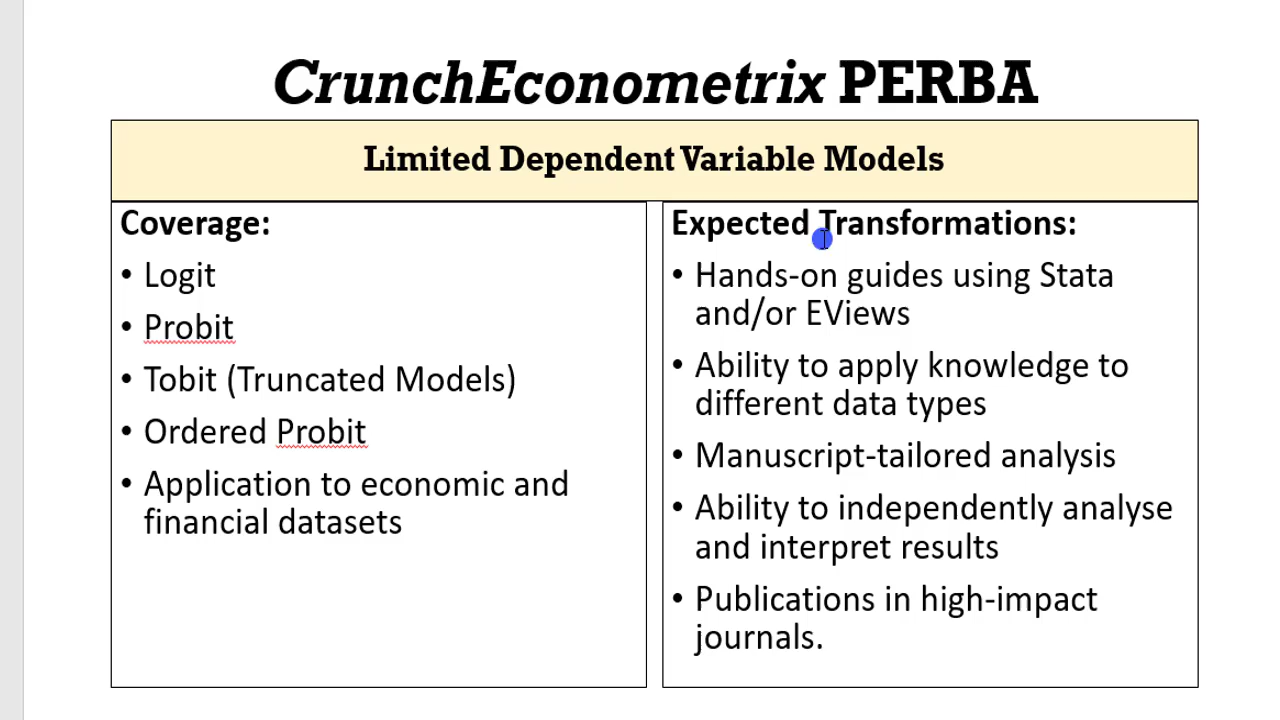 CrunchEconometrix PERBA
Limited Dependent Variable Models
Coverage:
• Logit
• Probit
• Tobit (Truncated Models)
• Ordered Probit
• Application to economic and
financial datasets
Expected Transformations:
• Hands-on guides using Stata
and/or EViews
• Ability to apply knowledge to
different data types
• Manuscript-tailored analysis
• Ability to independently analyse
and interpret results
• Publications in high-impact
journals.